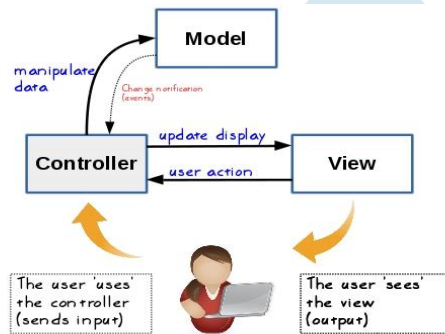 Model
manipulate
data
Change notification
(events)
update display
Controller
View
user action
The user 'uses'
the controller
(sends input)
The user 'sees'
the view
(output)